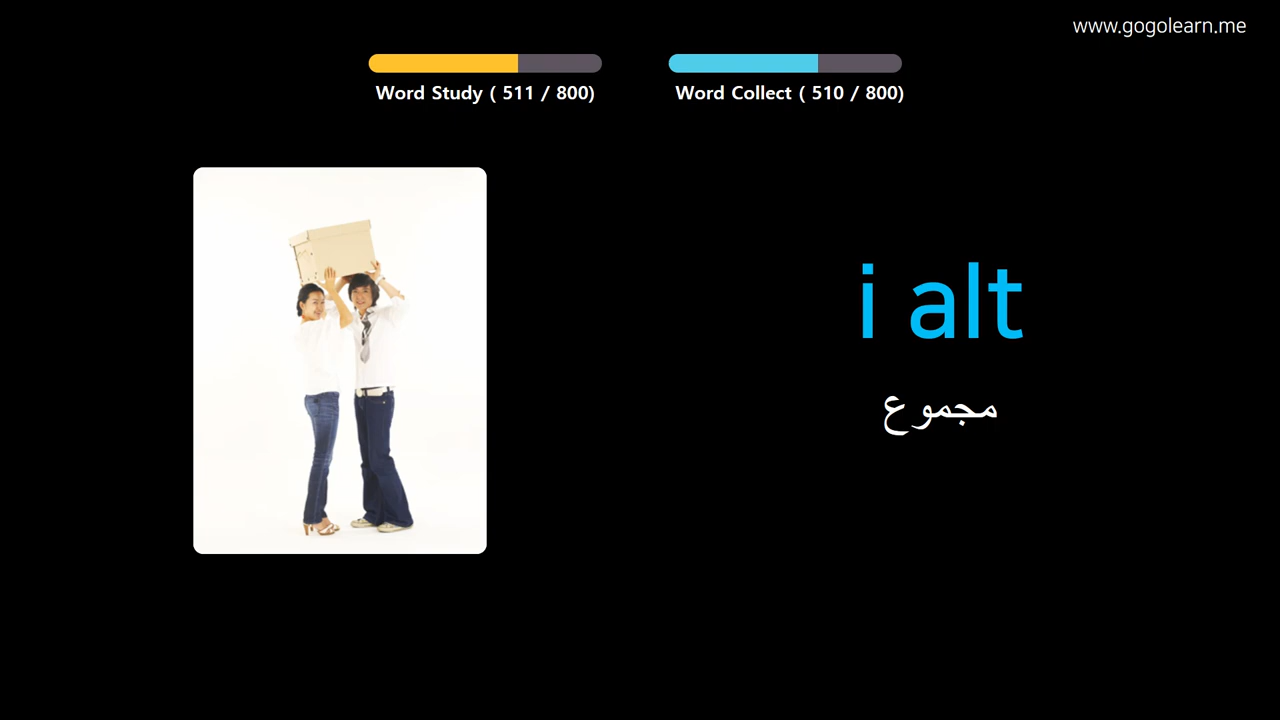 www.gogolearn.me
Word Study ( 511 / 800)
Word Collect ( 510 / 800)
i alt
مجموع